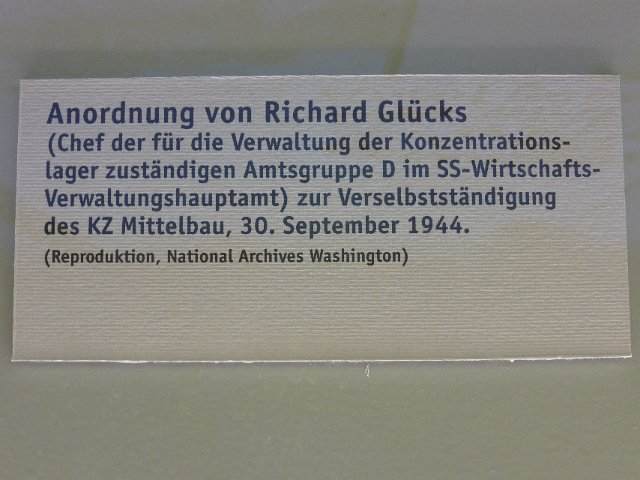 Anordnung von Richard Glücks
(Chef der für die Verwaltung der Konzentrations-
lager zuständigen Amtsgruppe D im SS-Wirtschafts-
Verwaltungshauptamt) zur Verselbstständigung
des KZ Mittelbau, 30. September 1944.
(Reproduktion, National Archives Washington)